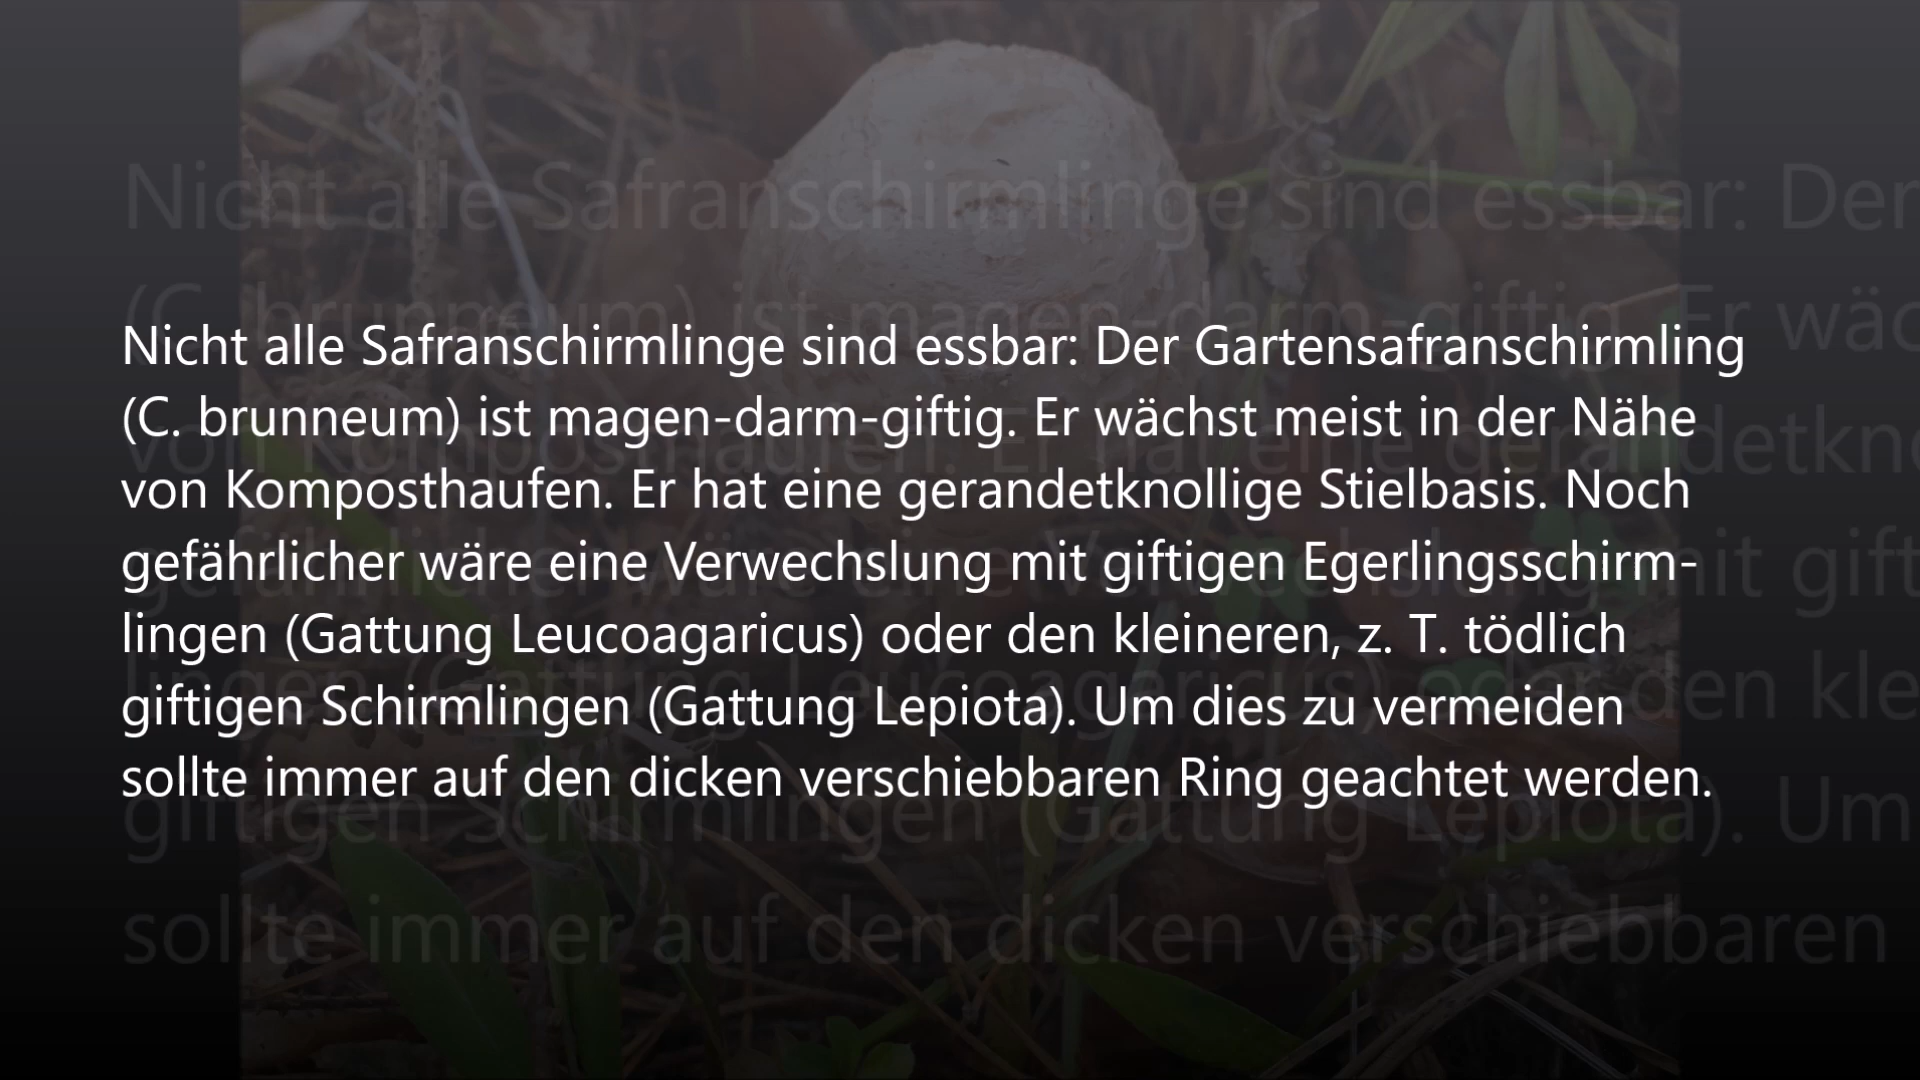 Nicht alle Safranschirmlinge sind essbar: Der Gartensafranschirmling
(C. brunneum) ist magen-darm-giftig. Er wächst meist in der Nähe
von Komposthaufen. Er hat eine gerandetknollige Stielbasis. Noch
gefährlicher wäre eine Verwechslung mit giftigen Egerlingsschirm-
lingen (Gattung Leucoagaricus) oder den kleineren, z. T. tödlich
giftigen Schirmlingen (Gattung Lepiota). Um dies zu vermeiden
sollte immer auf den dicken verschiebbaren Ring geachtet werden.